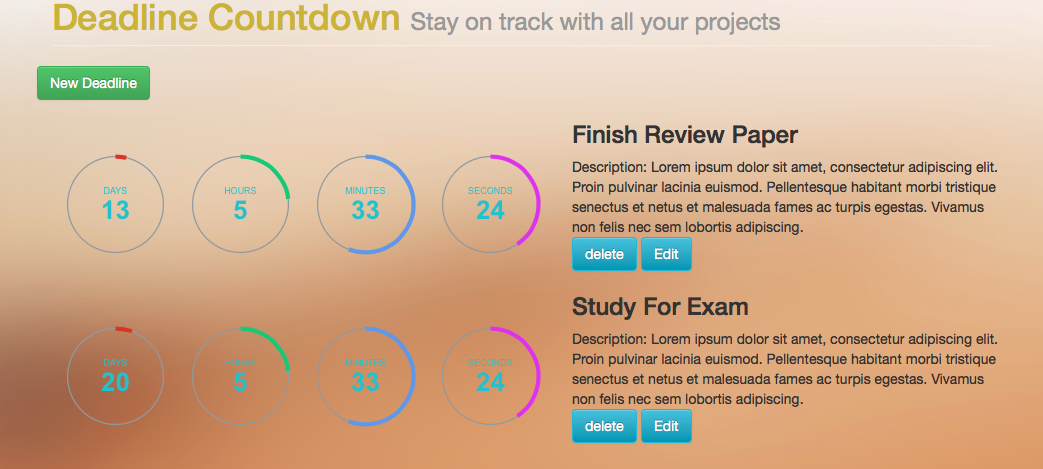 Deadline Countdown Stay on track with all your projects
New Deadline
DAYS HOURS MINUTES SECONDS
13 5 33 24
Finish Review Paper
Description: Lorem ipsum dolor sit amet, consectetur adipiscing elit.
Proin pulvinar lacinia euismod. Pellentesque habitant morbi tristique
senectus et netus et malesuada fames ac turpis egestas. Vivamus
non felis nec sem lobortis adipiscing.
delete Edit
DAYS HOURS MINUTES SECONDS
20 5 33 24
Study For Exam
Description: Lorem ipsum dolor sit amet, consectetur adipiscing elit.
Proin pulvinar lacinia euismod. Pellentesque habitant morbi tristique
senectus et netus et malesuada fames ac turpis egestas. Vivamus
non felis nec sem lobortis adipiscing.
delete Edit